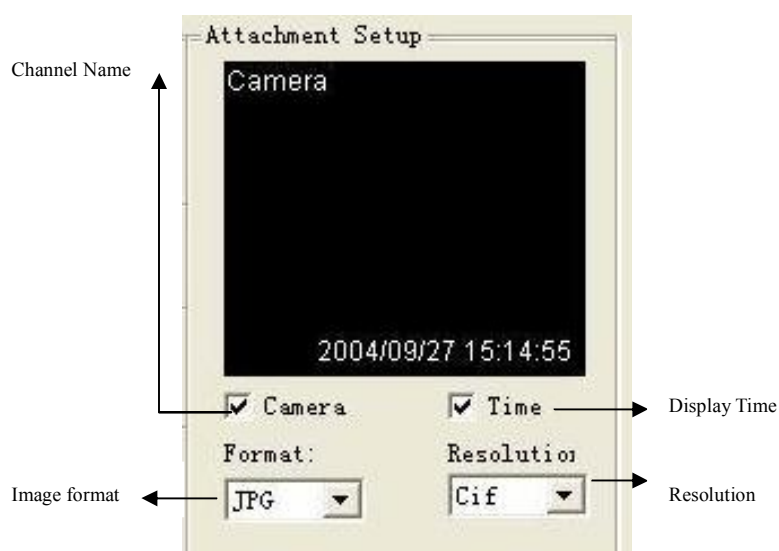 Attachment Setup
Channel Name
Camera
2004/09/27 15:14:55
Camera
Time
Display Time
Format:
Resolutio
Image format
JPG
Cif
Resolution